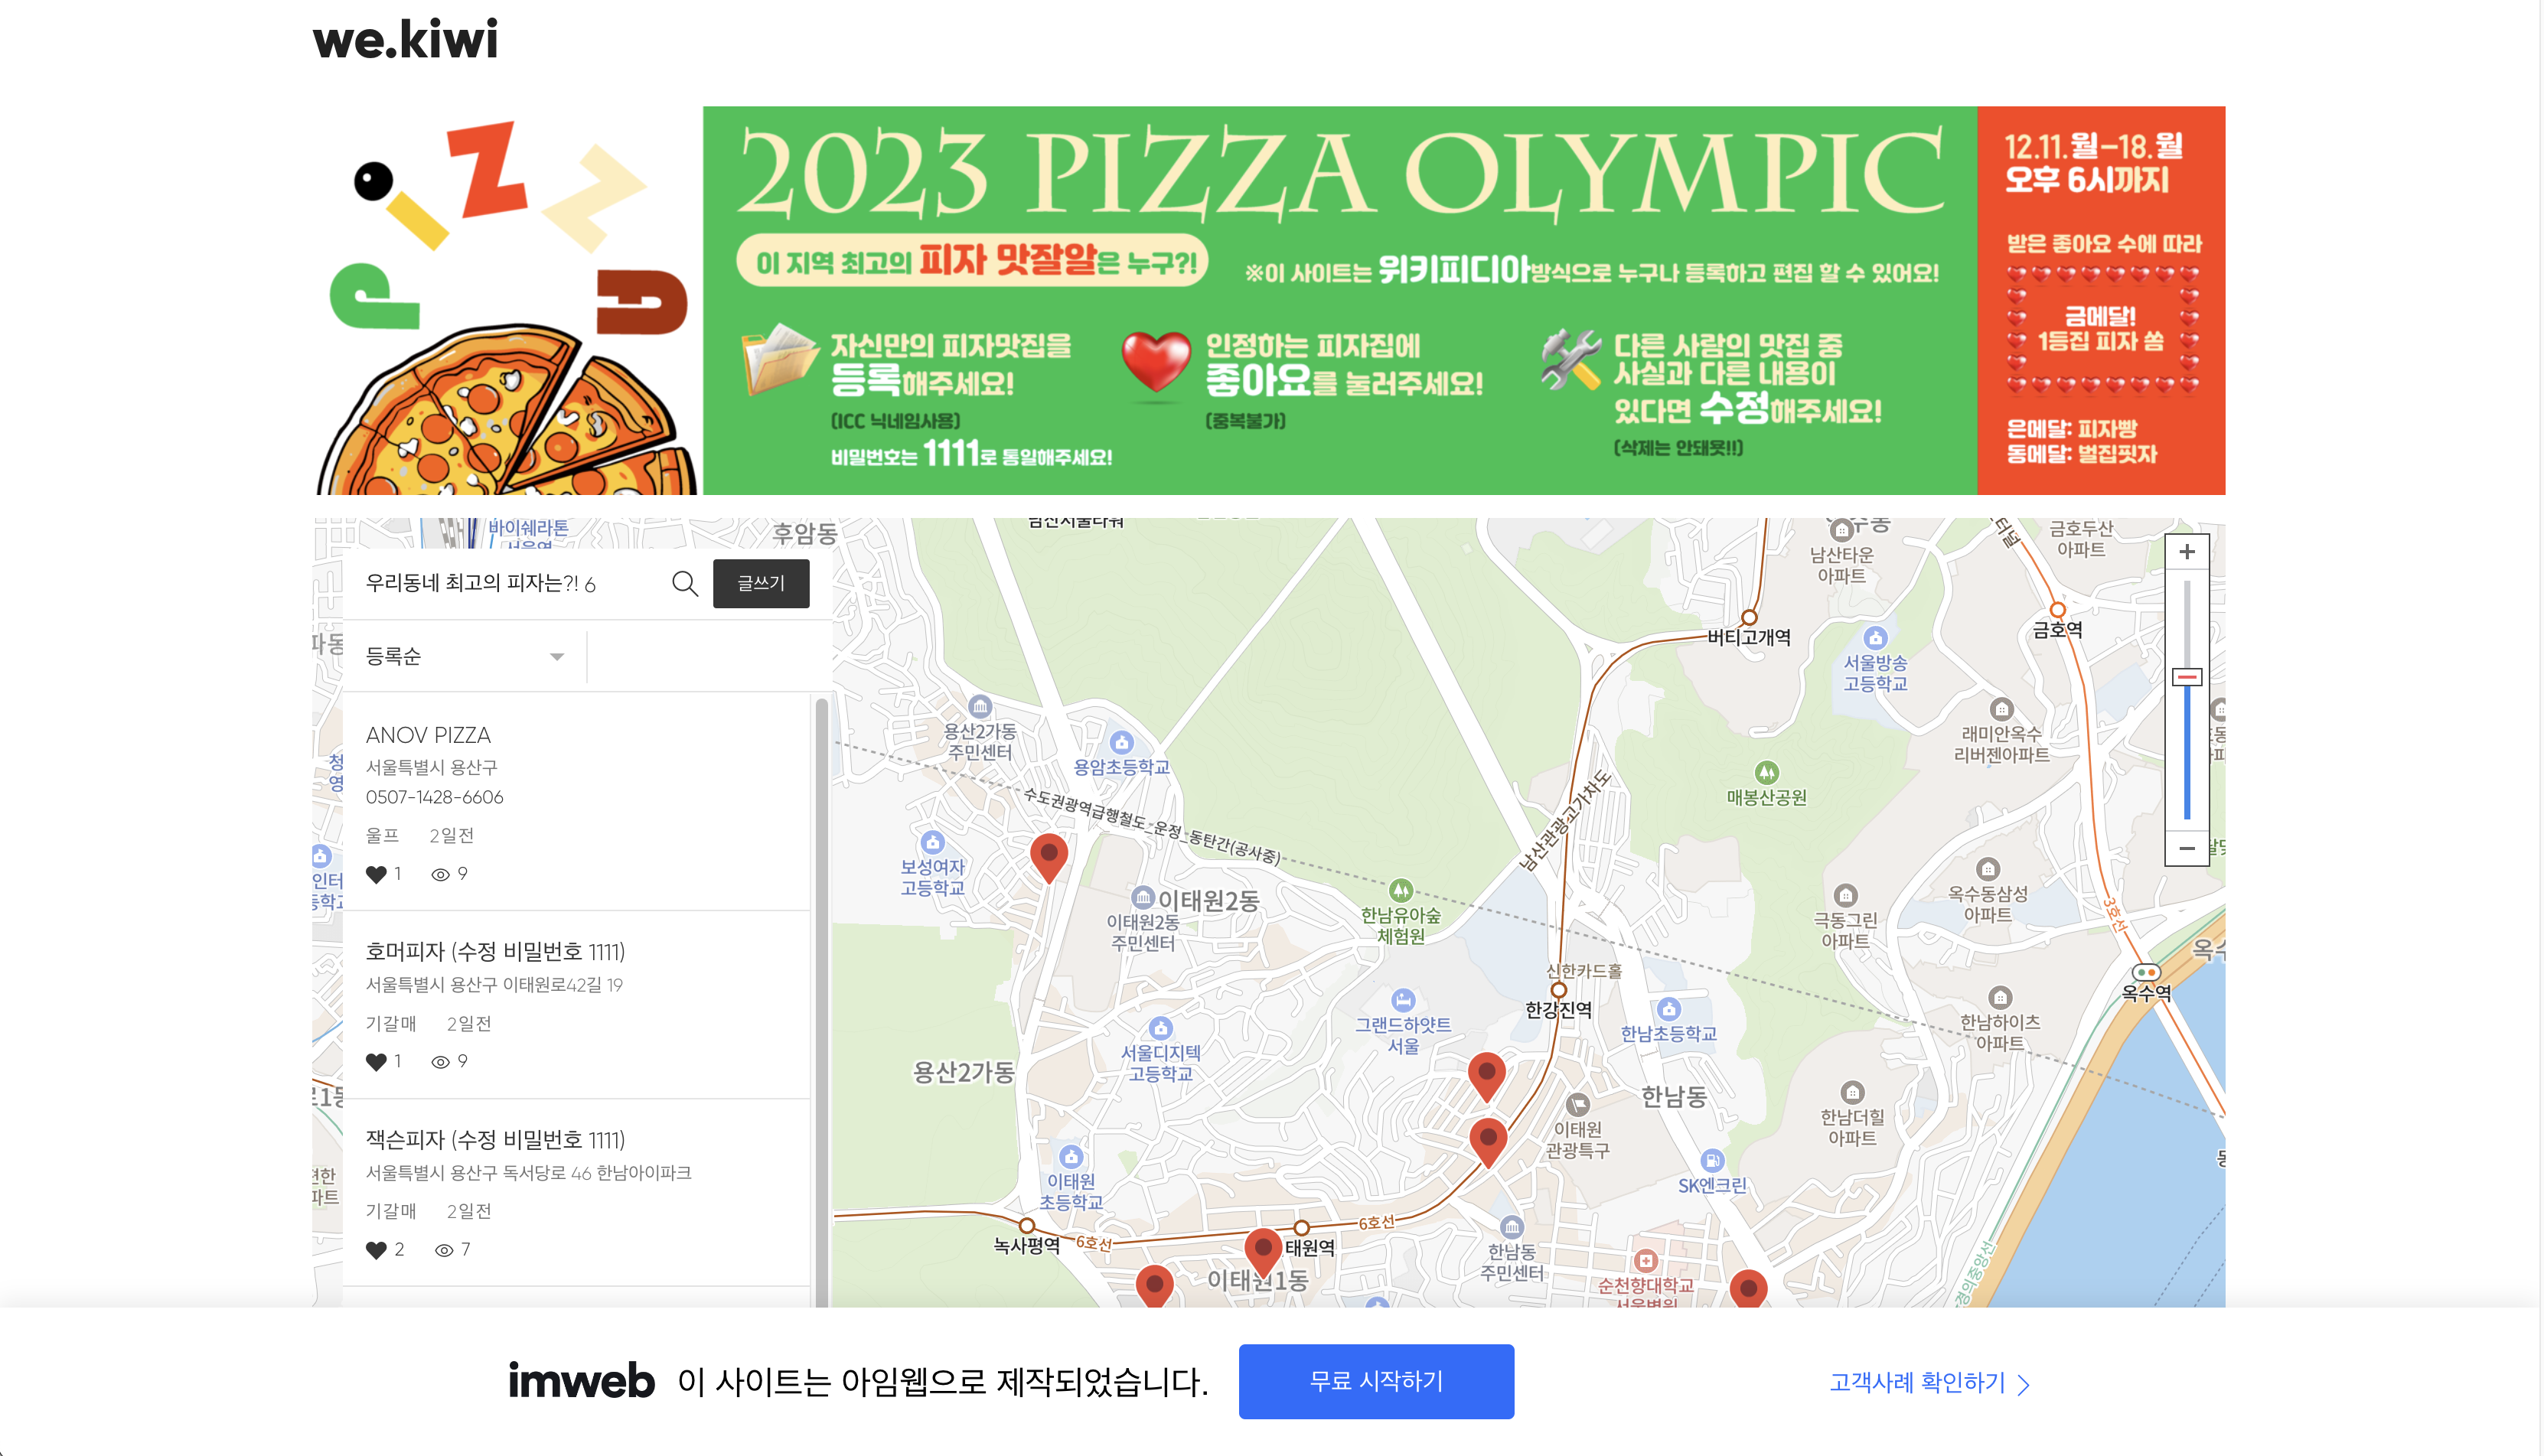 we.kiwi
PIZZA
2023 PIZZA OLYMPIC
이 지역 최고의 피자 맛잘알은 누구?!
※이 사이트는 위키피디아방식으로 누구나 등록하고 편집 할 수 있어요!
자신만의 피자맛집을
등록해주세요!
(ICC 닉네임사용)
비밀번호는 1111로 통일해주세요!
인정하는 피자집에
좋아요를 눌러주세요!
(중복불가)
다른 사람의 맛집 중
사실과 다른 내용이
있다면 수정해주세요!
(삭제는 안돼욧!!)
12.11.월–18.월
오후 6시까지
받은 좋아요 수에 따라
금메달!
1등집 피자 쏨
은메달: 피자빵
동메달: 벌집핏자
우리동네 최고의 피자는?! 6
글쓰기
등록순
ANOV PIZZA
서울특별시 용산구
0507-1428-6606
울프 2일전
1 9
호머피자 (수정 비밀번호 1111)
서울특별시 용산구 이태원로42길 19
기갈매 2일전
1 9
잭슨피자 (수정 비밀번호 1111)
서울특별시 용산구 독서당로 46 한남아이파크
기갈매 2일전
2 7
바이쉐라톤
후암동
남산서울타워
남산타운
아파트
금호두산
아파트
버티고개역
금호역
서울방송
고등학교
래미안옥수
리버젠아파트
용산2가동
주민센터
용암초등학교
수도권광역급행철도_운정_동탄간(공사중)
남산관광고가차도
매봉산공원
보성여자
고등학교
이태원2동
이태원2동
주민센터
한남유아숲
체험원
극동그린
아파트
옥수동삼성
아파트
3호선
신한카드홀
한강진역
옥수역
그랜드하얏트
서울
한남초등학교
한남하이츠
아파트
서울디지텍
고등학교
용산2가동
한남동
한남더힐
아파트
이태원
관광특구
SK엔크린
이태원
초등학교
녹사평역
6호선
태원역
6호선
이태원1동
한남동
주민센터
순천향대학교
서울병원
경의중앙선
imweb 이 사이트는 아임웹으로 제작되었습니다.
무료 시작하기
고객사례 확인하기